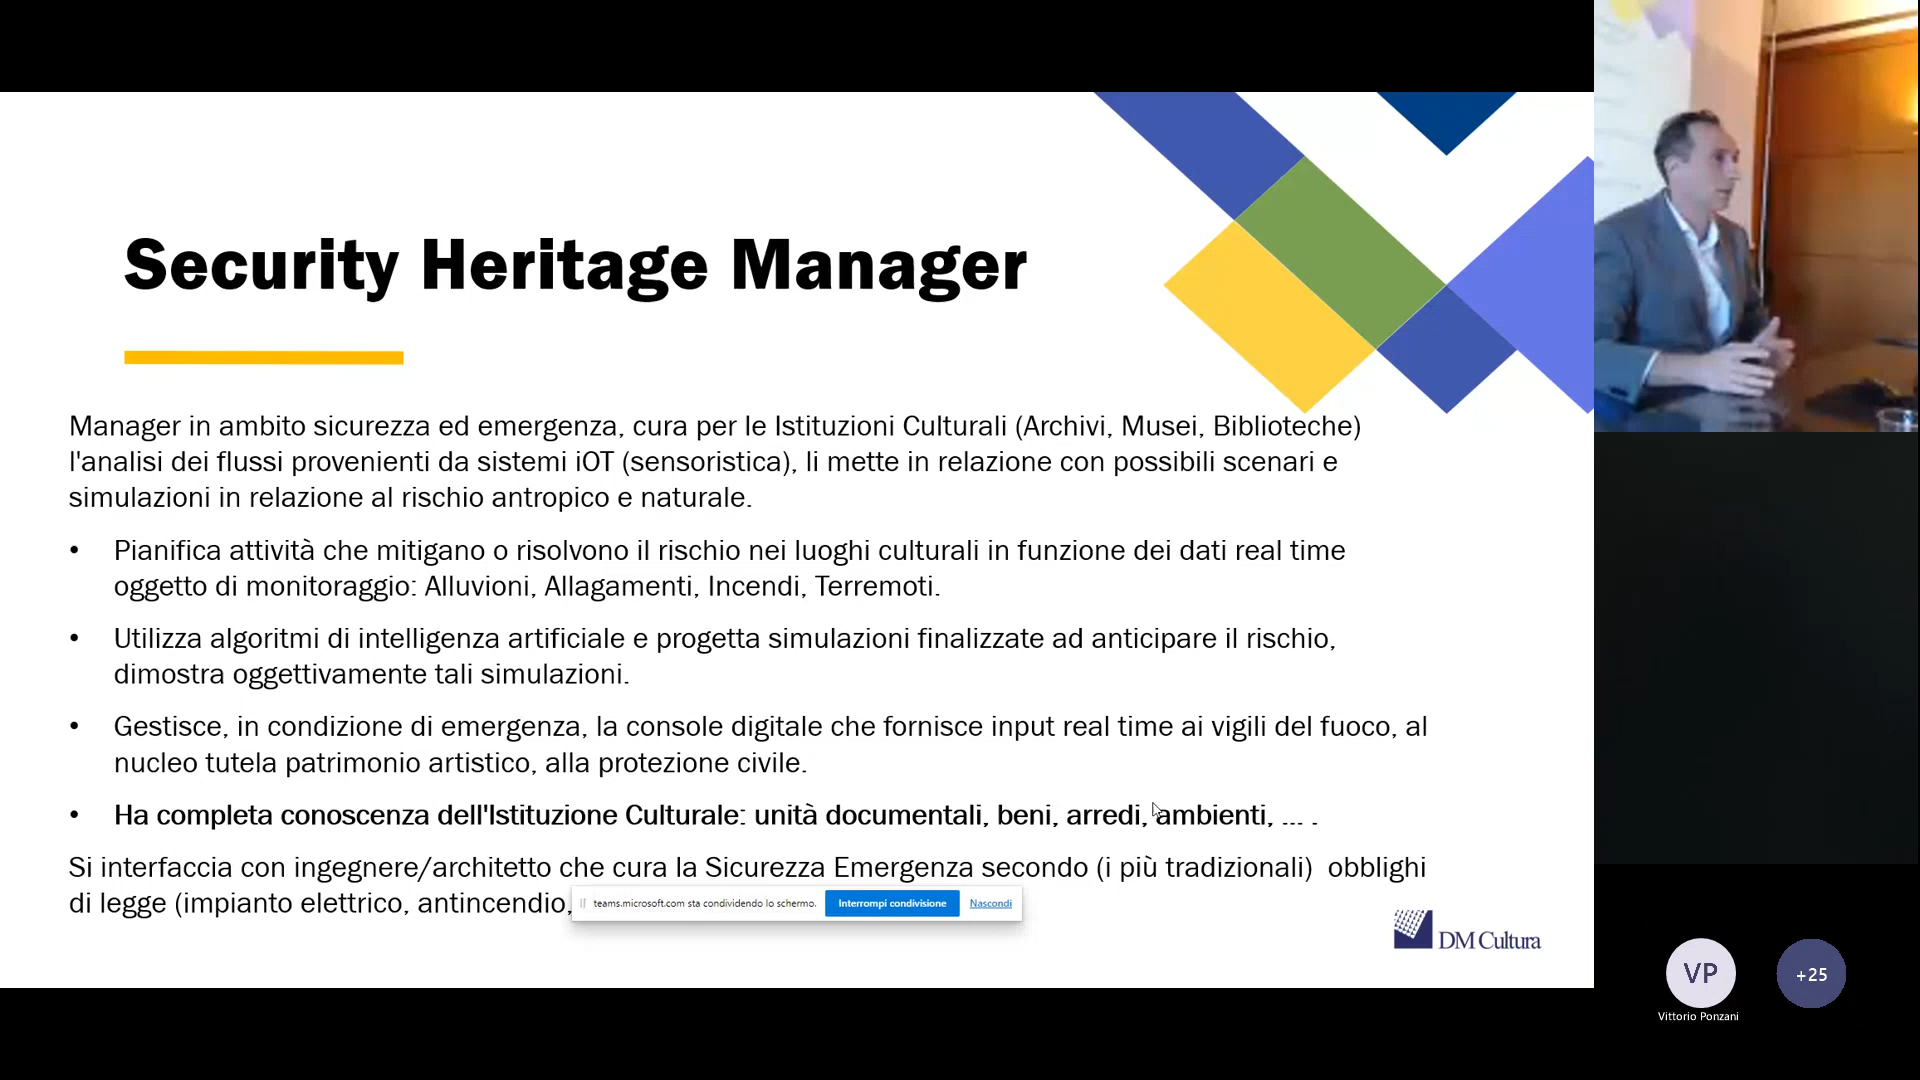 Security Heritage Manager
Manager in ambito sicurezza ed emergenza, cura per le Istituzioni Culturali (Archivi, Musei, Biblioteche)
l'analisi dei flussi provenienti da sistemi iOT (sensoristica), li mette in relazione con possibili scenari e
simulazioni in relazione al rischio antropico e naturale.
• Pianifica attività che mitigano o risolvono il rischio nei luoghi culturali in funzione dei dati real time
oggetto di monitoraggio: Alluvioni, Allagamenti, Incendi, Terremoti.
• Utilizza algoritmi di intelligenza artificiale e progetta simulazioni finalizzate ad anticipare il rischio,
dimostra oggettivamente tali simulazioni.
• Gestisce, in condizione di emergenza, la console digitale che fornisce input real time ai vigili del fuoco, al
nucleo tutela patrimonio artistico, alla protezione civile.
• Ha completa conoscenza dell'Istituzione Culturale: unità documentali, beni, arredi, ambienti, ... .
Si interfaccia con ingegnere/architetto che cura la Sicurezza Emergenza secondo (i più tradizionali) obblighi
di legge (impianto elettrico, antincendio,
teams.microsoft.com sta condividendo lo schermo. Interrompi condivisione Nascondi
DM Cultura
VP
+25
Vittorio Ponzani